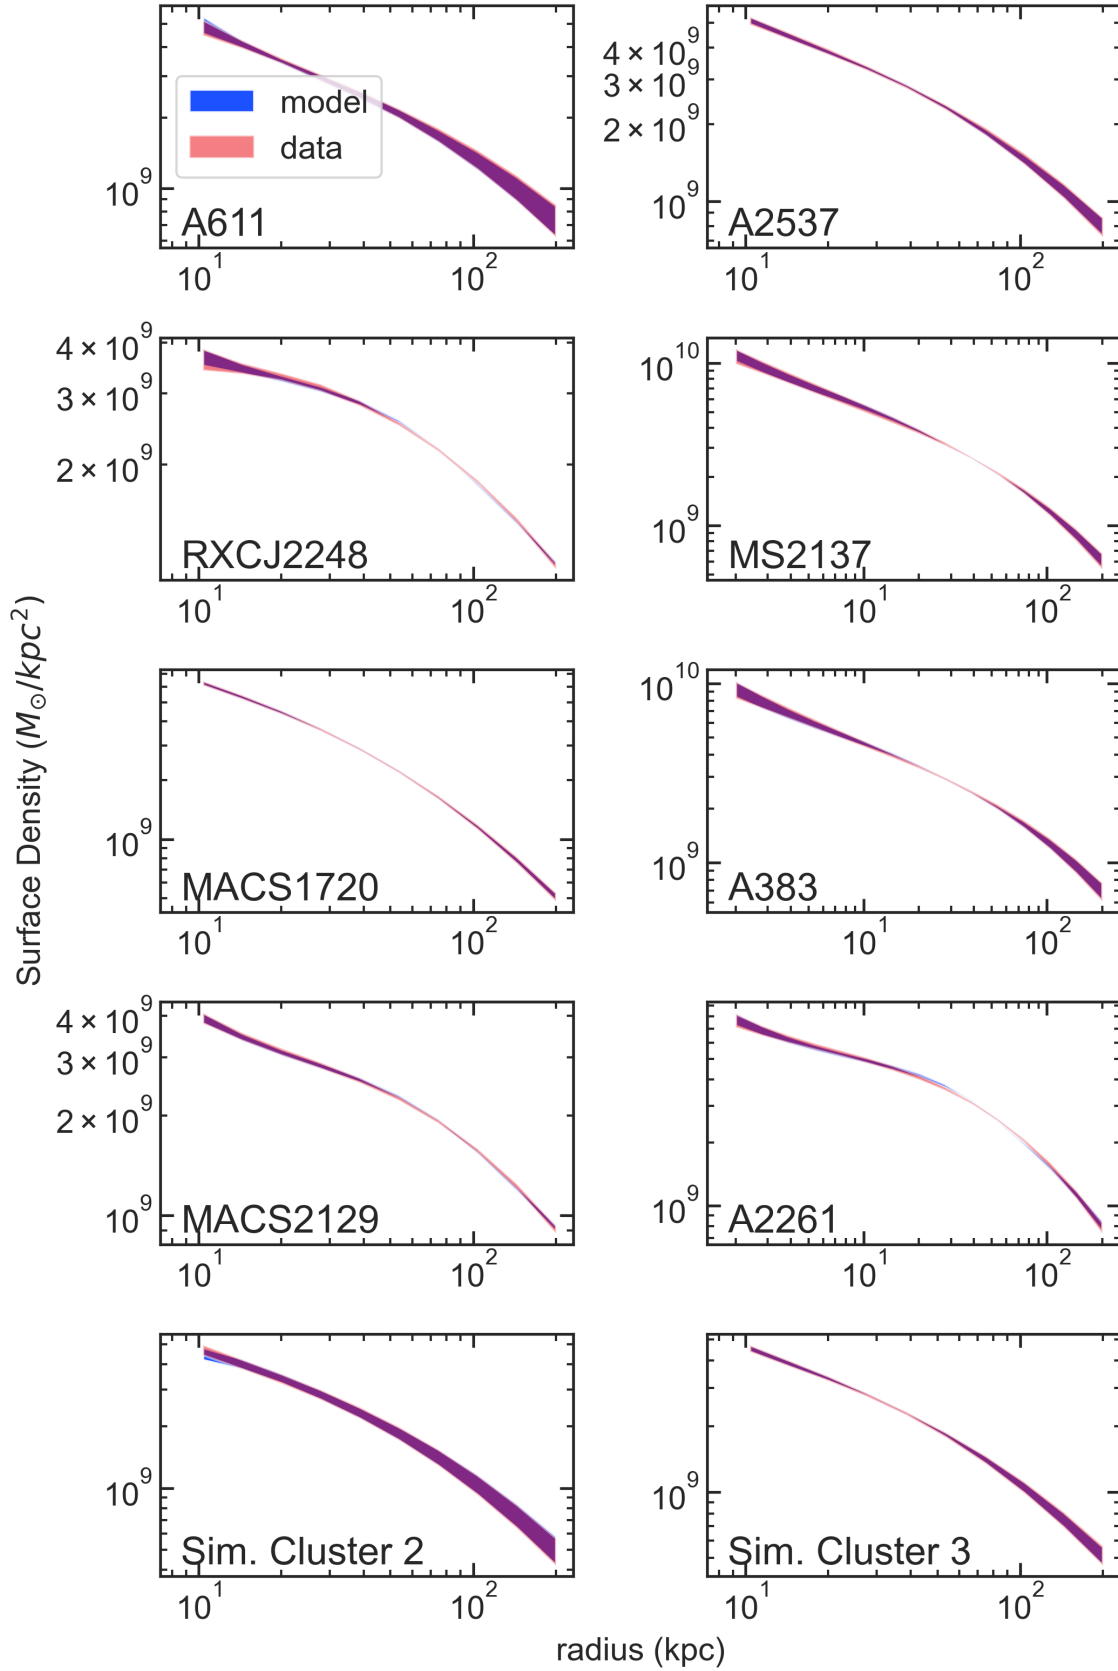 model
data
10^9
A611
10^1 10^2
4 × 10^9
3 × 10^9
2 × 10^9
10^9
A2537
10^1 10^2
4 × 10^9
3 × 10^9
2 × 10^9
RXCJ2248
10^1 10^2
10^10
10^9
MS2137
10^1 10^2
Surface Density (M_⊙/kpc^2)
10^9
MACS1720
10^1 10^2
10^10
10^9
A383
10^1 10^2
4 × 10^9
3 × 10^9
2 × 10^9
10^9
MACS2129
10^1 10^2
10^9
A2261
10^1 10^2
10^9
Sim. Cluster 2
10^1 10^2
10^9
Sim. Cluster 3
10^1 10^2
radius (kpc)